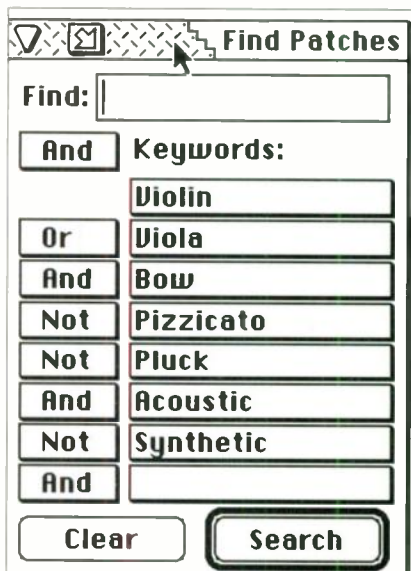 Find Patches
Find:
And Keywords:
Violin
Or Viola
And Bow
Not Pizzicato
Not Pluck
And Acoustic
Not Synthetic
And
Clear Search